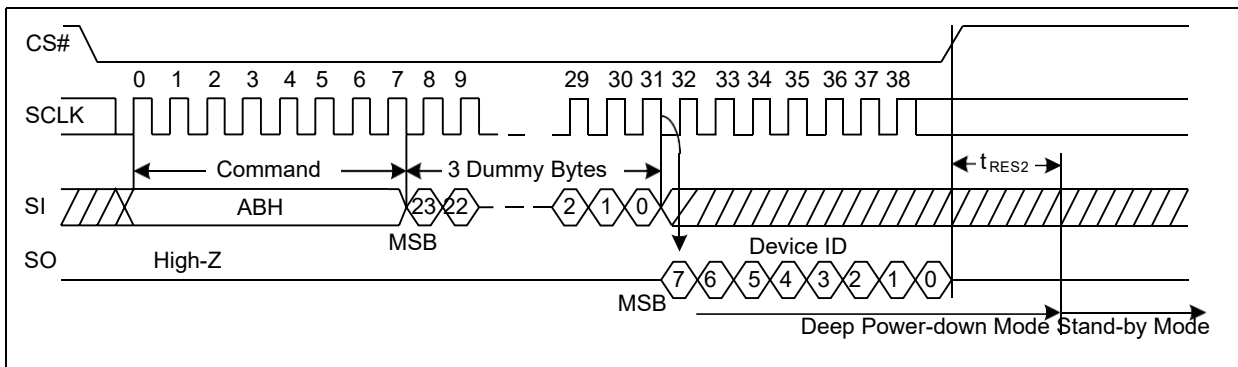 CS#
0 1 2 3 4 5 6 7 8 9 29 30 31 32 33 34 35 36 37 38
SCLK
Command 3 Dummy Bytes tRES2
SI ABH 23 22 2 1 0
MSB
SO High-Z Device ID
7 6 5 4 3 2 1 0
MSB
Deep Power-down Mode Stand-by Mode